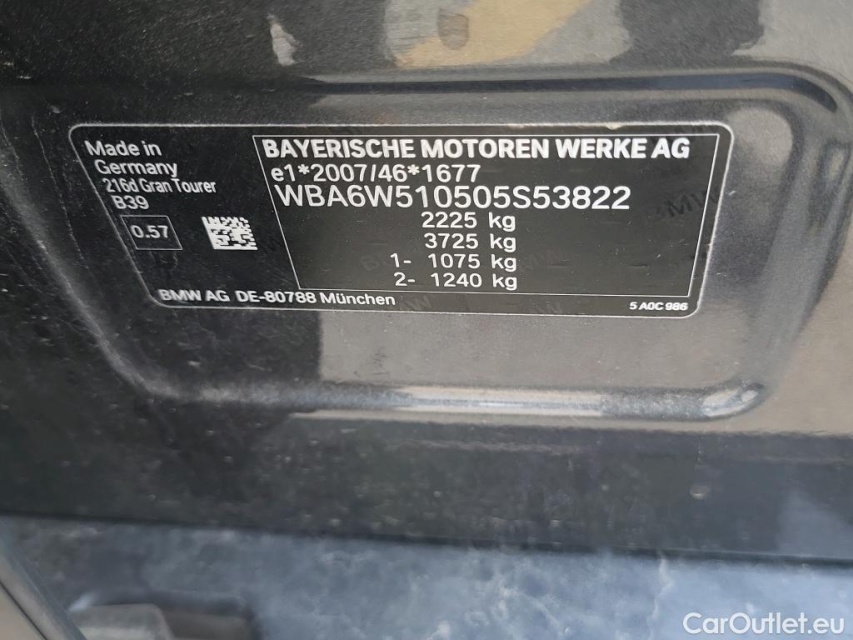 Made in
Germany
216d Gran Tourer
B39
0.57
BAYERISCHE MOTOREN WERKE AG
e1*2007/46*1677
WBA6W510505S53822
2225 kg
3725 kg
1- 1075 kg
2- 1240 kg
BMW AG DE-80788 München
5 A0C 986
CarOutlet.eu